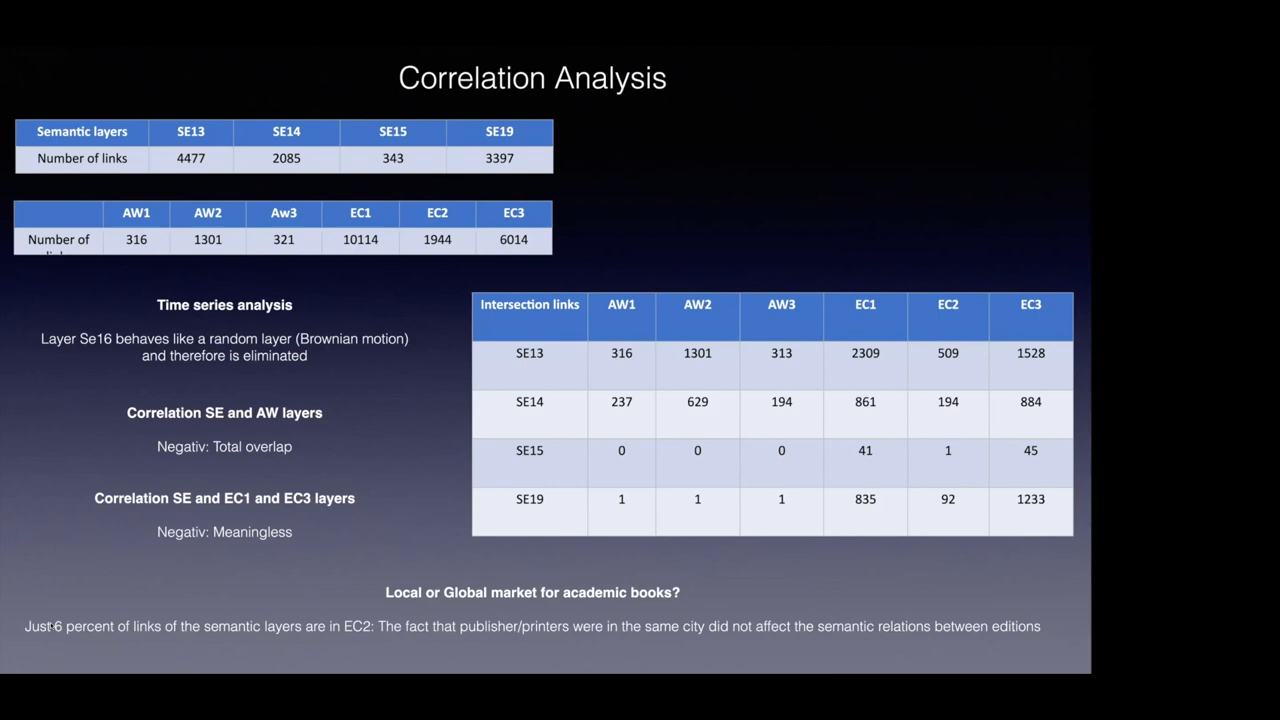 Correlation Analysis
Semantic layers SE13 SE14 SE15 SE19
Number of links 4477 2085 343 3397
AW1 AW2 Aw3 EC1 EC2 EC3
Number of 316 1301 321 10114 1944 6014
Time series analysis
Layer Se16 behaves like a random layer (Brownian motion)
and therefore is eliminated
Correlation SE and AW layers
Negativ: Total overlap
Correlation SE and EC1 and EC3 layers
Negativ: Meaningless
Intersection links AW1 AW2 AW3 EC1 EC2 EC3
SE13 316 1301 313 2309 509 1528
SE14 237 629 194 861 194 884
SE15 0 0 0 41 1 45
SE19 1 1 1 835 92 1233
Local or Global market for academic books?
Just 6 percent of links of the semantic layers are in EC2: The fact that publisher/printers were in the same city did not affect the semantic relations between editions